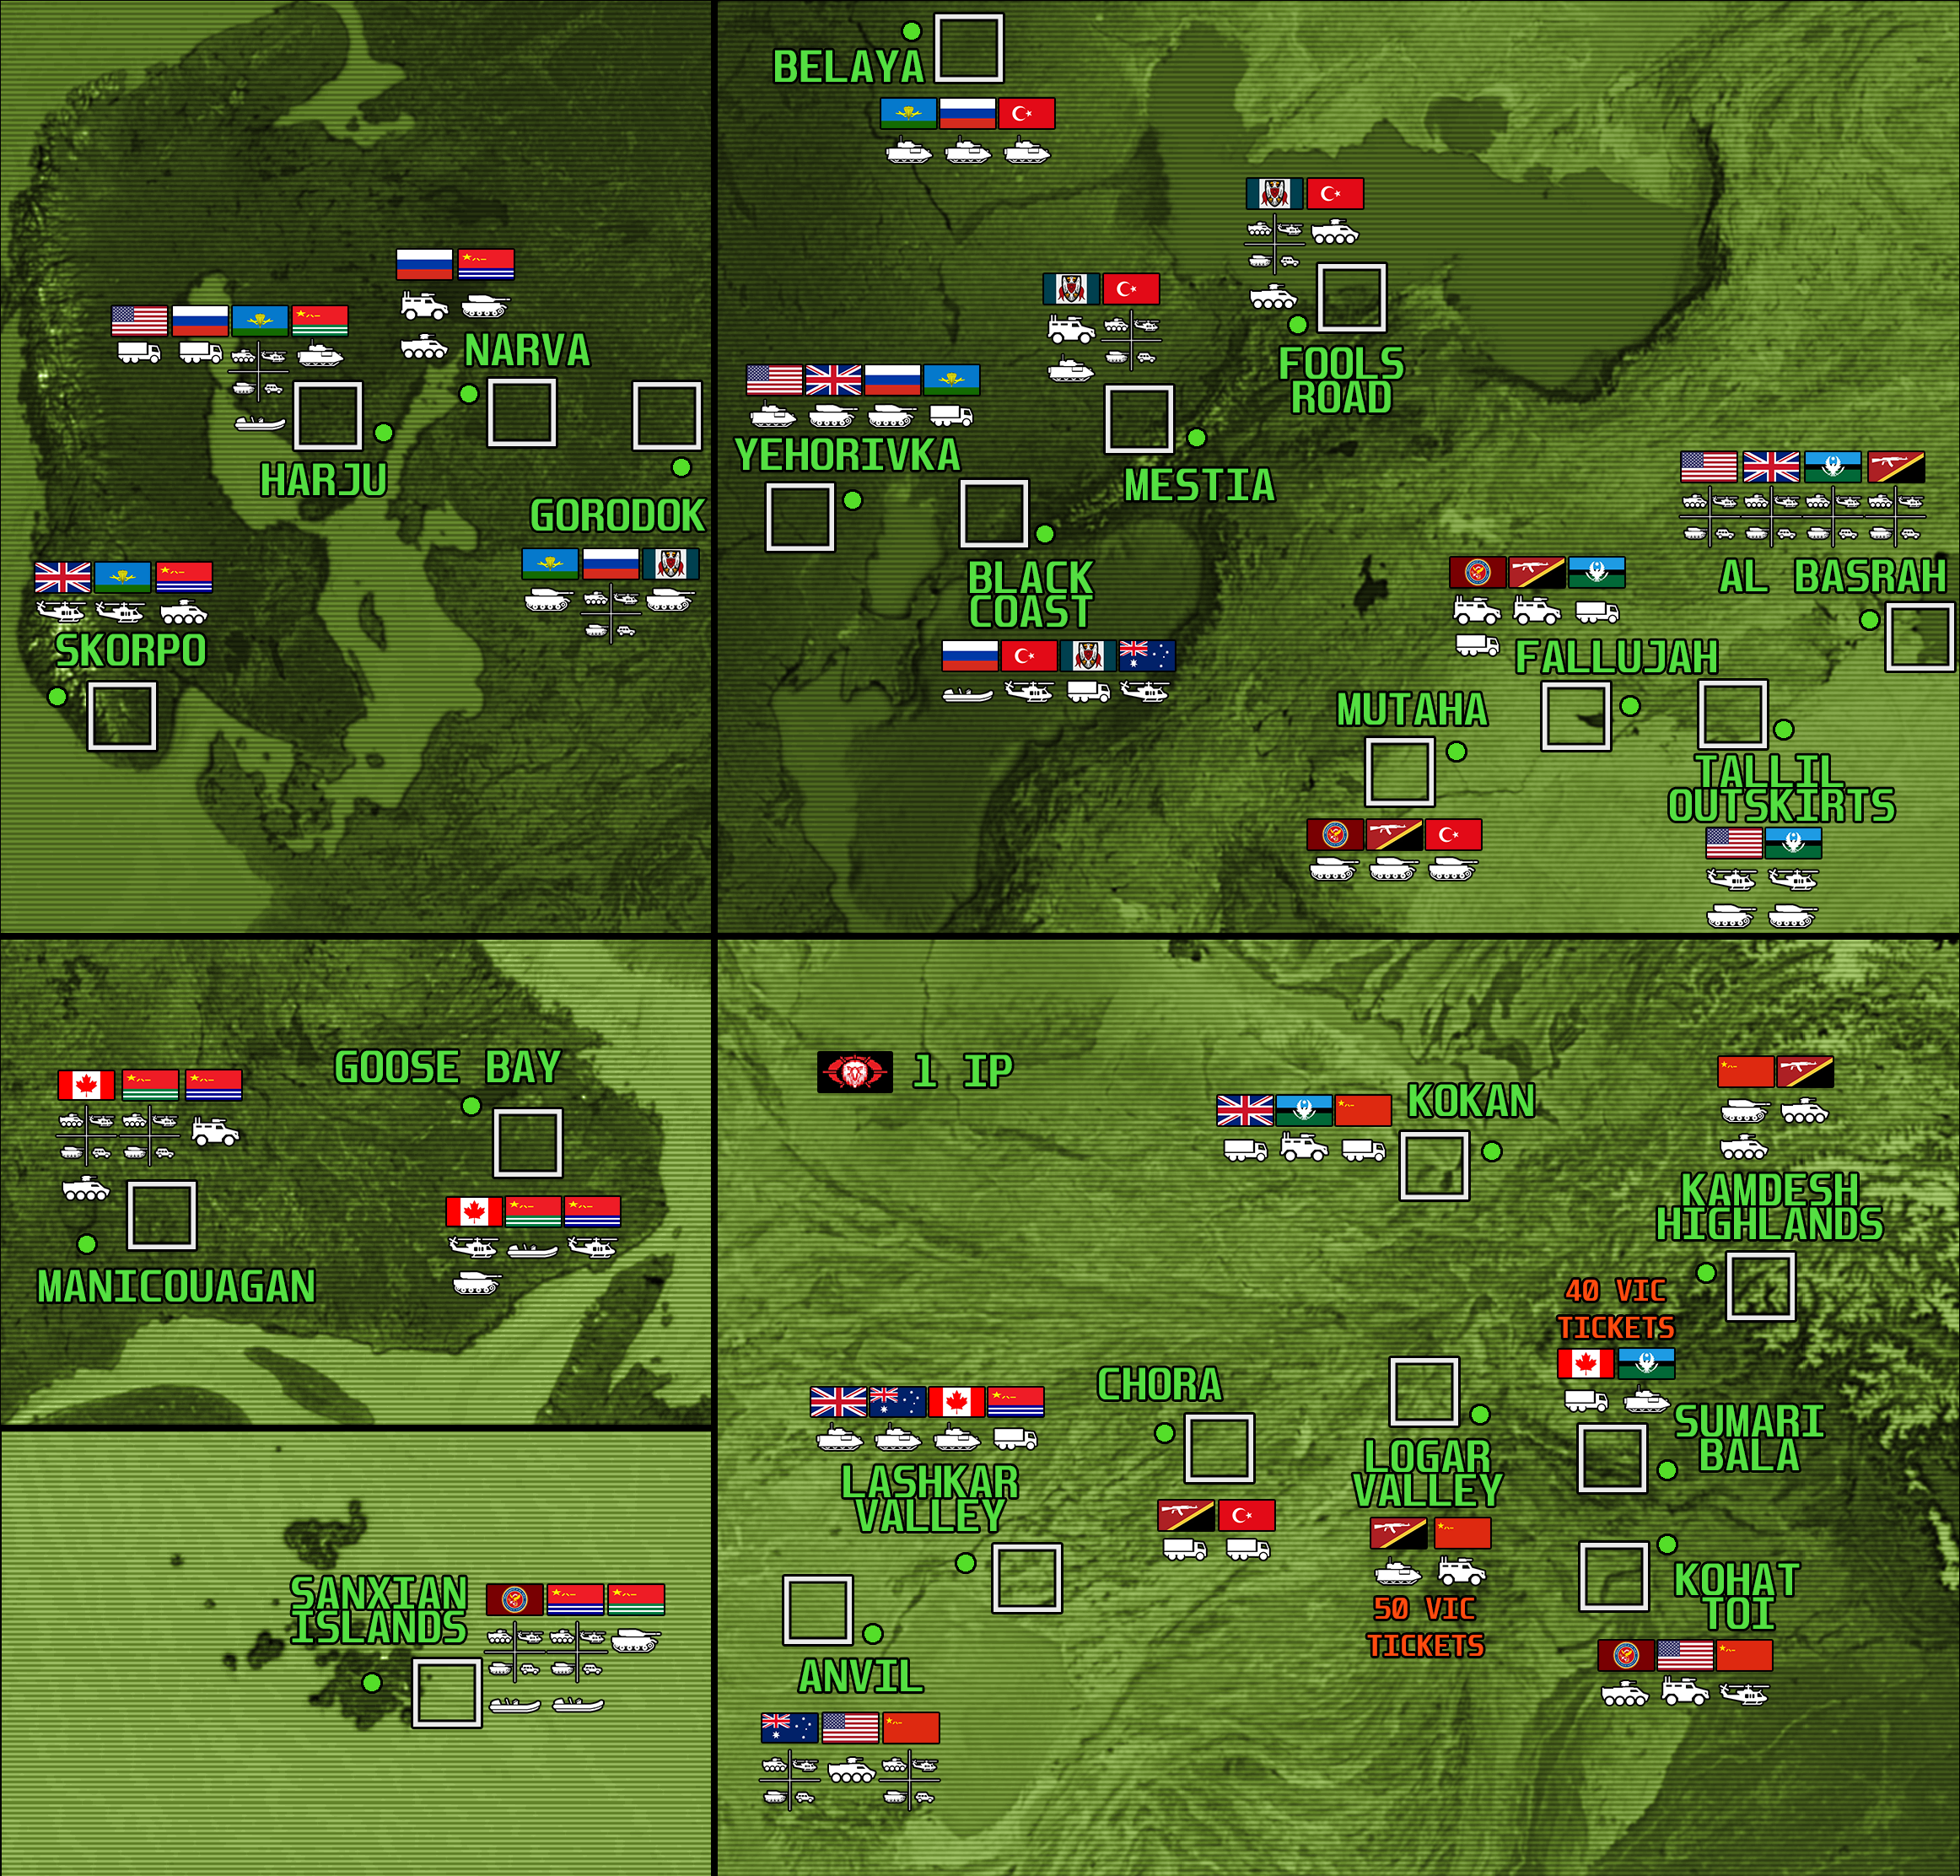 BELAYA
NARVA
HARJU
GORODOK
SKORPO
YEHORIVKA
MESTIA
FOOLS
ROAD
BLACK
COAST
AL BASRAH
FALLUJAH
MUTAHA
TALLIL
OUTSKIRTS
GOOSE BAY
MANICOUAGAN
SANXIAN
ISLANDS
1 IP
KOKAN
KAMDESH
HIGHLANDS
40 VIC
TICKETS
CHORA
SUMARI
BALA
LOGAR
VALLEY
LASHKAR
VALLEY
50 VIC
TICKETS
KOHAT
TOI
ANVIL